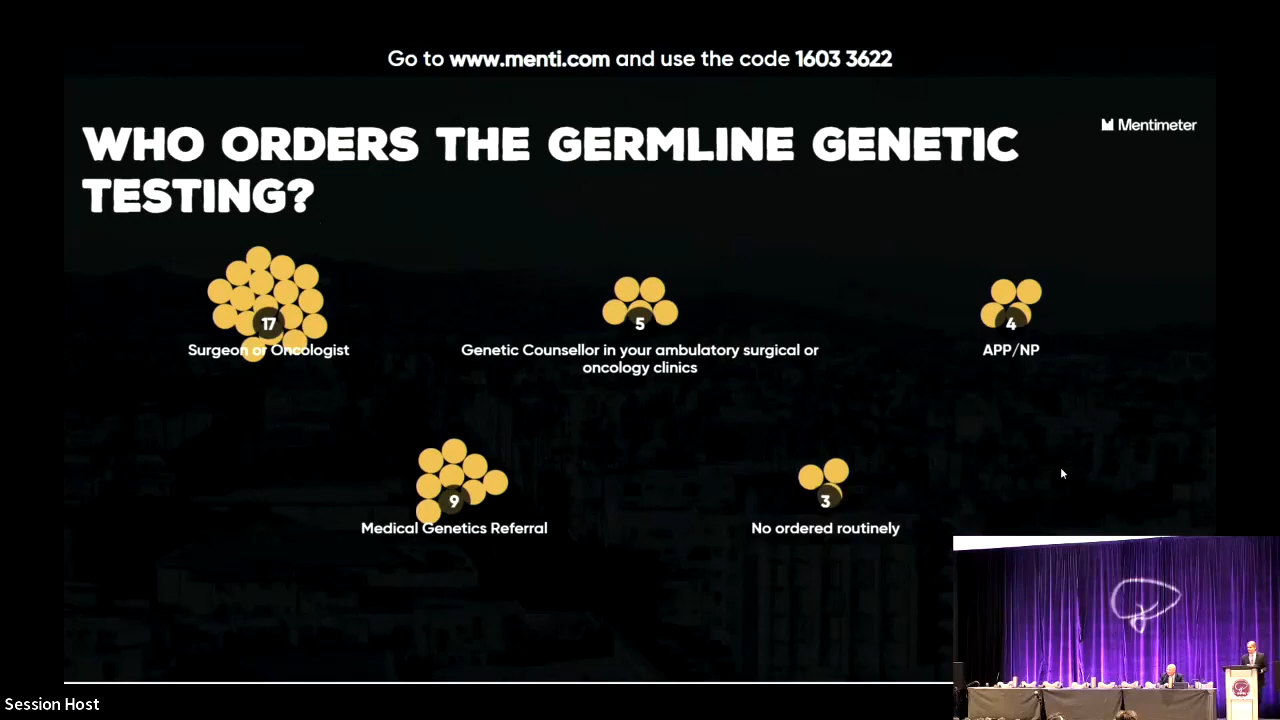 Go to www.menti.com and use the code 1603 3622
Mentimeter
WHO ORDERS THE GERMLINE GENETIC
TESTING?
17
Surgeon or Oncologist
5
Genetic Counsellor in your ambulatory surgical or
oncology clinics
4
APP/NP
9
Medical Genetics Referral
3
No ordered routinely
Session Host